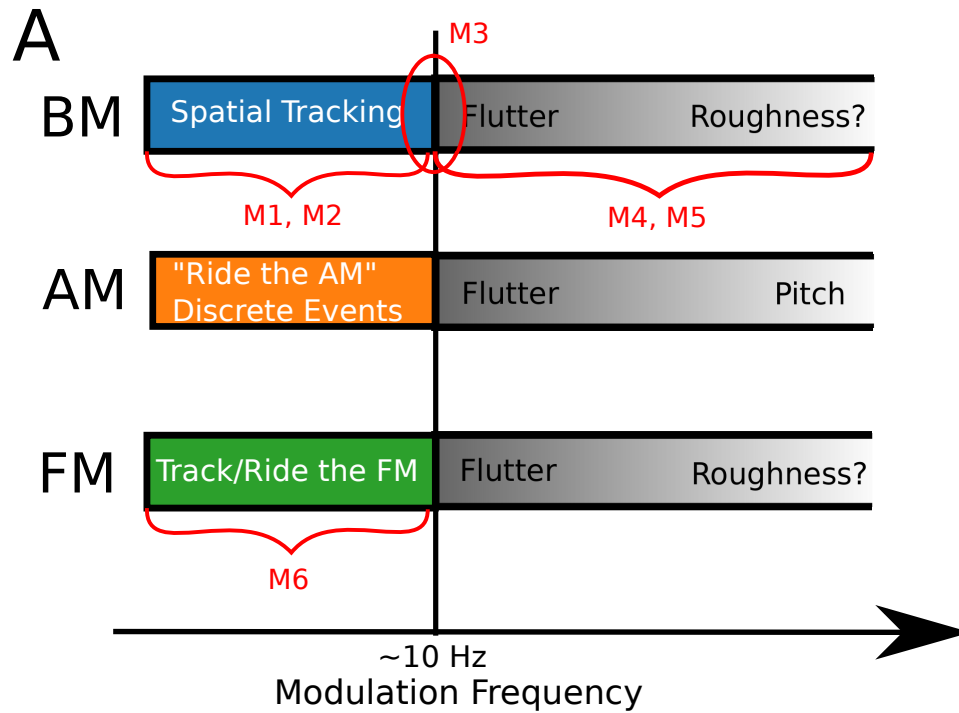 A
M3
BM
Spatial Tracking
Flutter
Roughness?
M1, M2
M4, M5
AM
"Ride the AM"
Discrete Events
Flutter
Pitch
FM
Track/Ride the FM
Flutter
Roughness?
M6
~10 Hz
Modulation Frequency